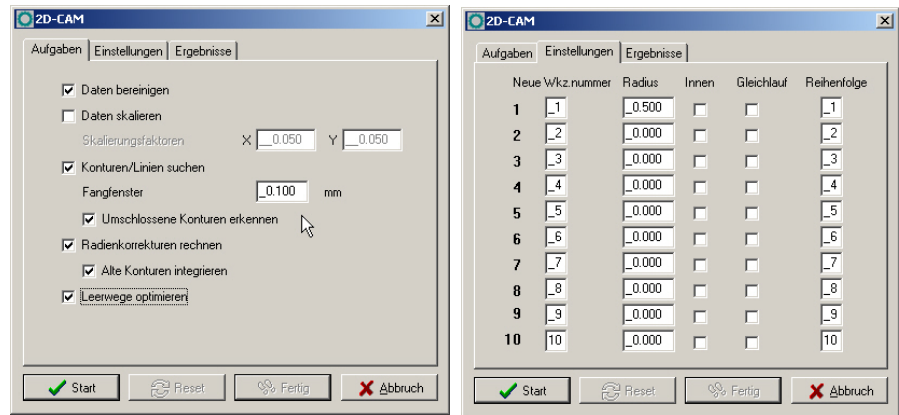 2D-CAM
Aufgaben Einstellungen Ergebnisse
Daten bereinigen
Daten skalieren
Skalierungsfaktoren X __0.050 Y __0.050
Konturen/Linien suchen
Fangfenster _0.100 mm
Umschlossene Konturen erkennen
Radienkorrekturen rechnen
Alte Konturen integrieren
Leerwege optimieren
Start Reset Fertig Abbruch
2D-CAM
Aufgaben Einstellungen Ergebnisse
Neue Wkz.nummer Radius Innen Gleichlauf Reihenfolge
1 _1 _0.500 _1
2 _2 _0.000 _2
3 _3 _0.000 _3
4 _4 _0.000 _4
5 _5 _0.000 _5
6 _6 _0.000 _6
7 _7 _0.000 _7
8 _8 _0.000 _8
9 _9 _0.000 _9
10 10 _0.000 10
Start Reset Fertig Abbruch